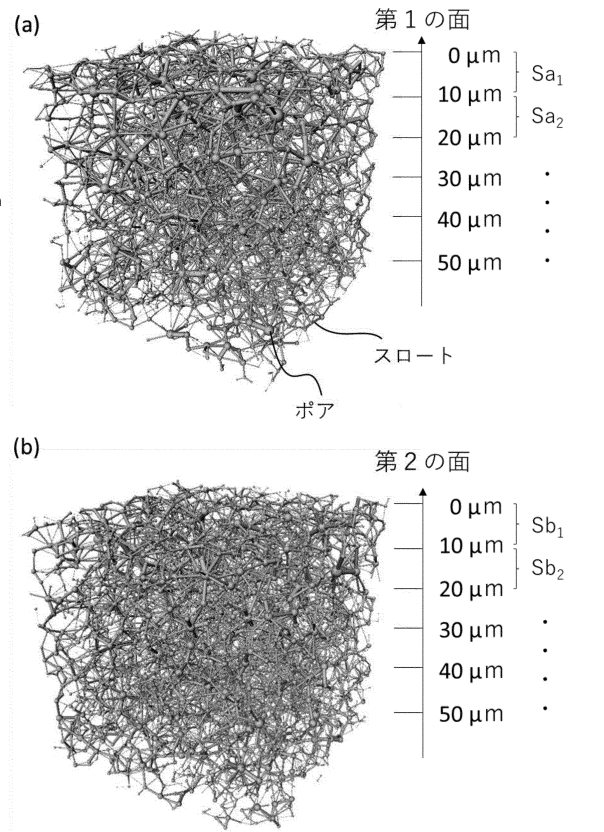 (a)
第１の面
0 μm
10 μm
20 μm
30 μm
40 μm
50 μm
Sa1
Sa2
スロート
ポア
(b)
第２の面
0 μm
10 μm
20 μm
30 μm
40 μm
50 μm
Sb1
Sb2